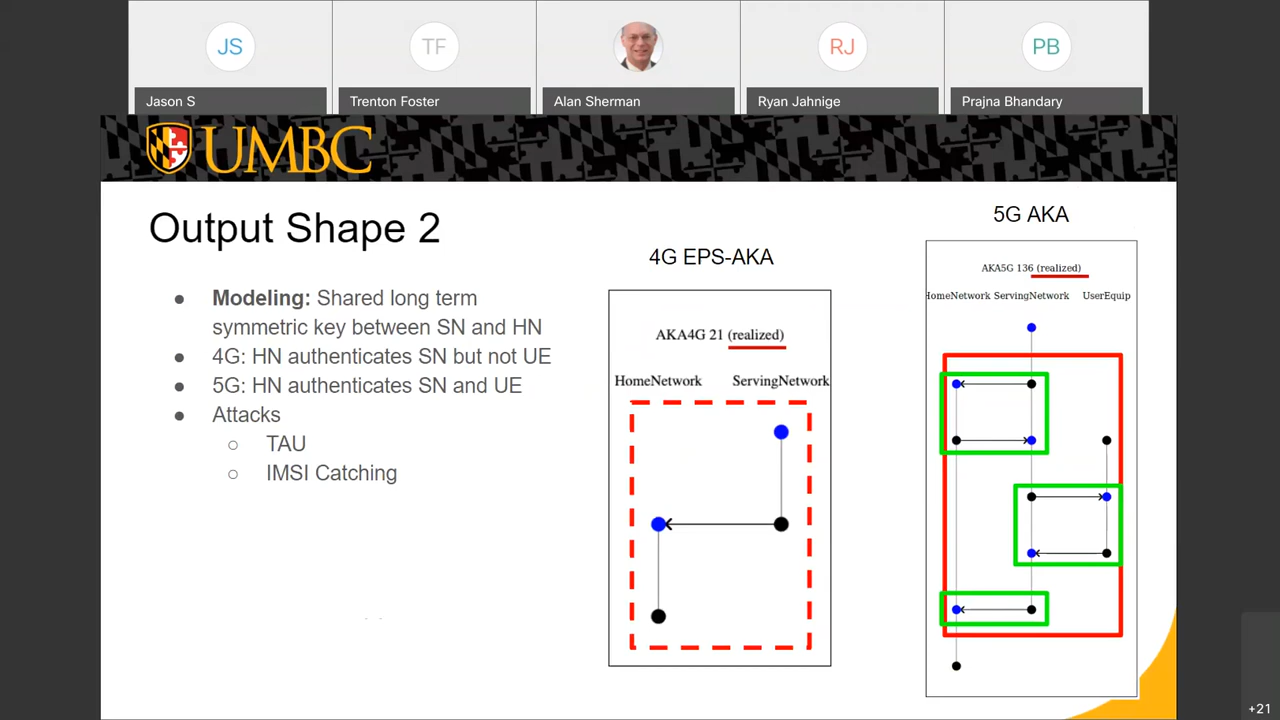 JS
TF
RJ
PB
Jason S
Trenton Foster
Alan Sherman
Ryan Jahnige
Prajna Bhandary
UMBC
Output Shape 2
Modeling: Shared long term
symmetric key between SN and HN
4G: HN authenticates SN but not UE
5G: HN authenticates SN and UE
Attacks
TAU
IMSI Catching
4G EPS-AKA
AKA4G 21 (realized)
HomeNetwork ServingNetwork
5G AKA
AKA5G 136 (realized)
HomeNetwork ServingNetwork UserEquip
+21